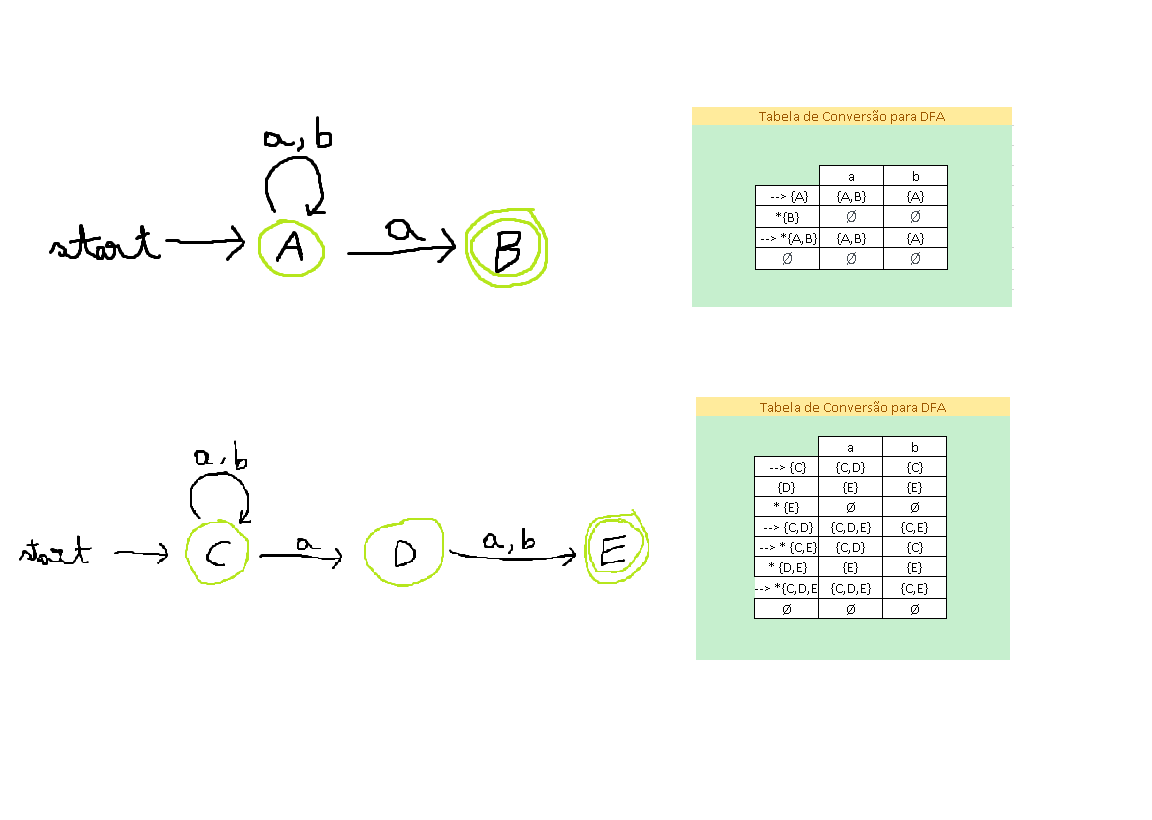 a,b
start A a B
Tabela de Conversão para DFA
a b
--> {A} {A,B} {A}
*{B} Ø Ø
--> *{A,B} {A,B} {A}
Ø Ø Ø
a,b
start C a D a,b E
Tabela de Conversão para DFA
a b
--> {C} {C,D} {C}
{D} {E} {E}
* {E} Ø Ø
--> {C,D} {C,D,E} {C,E}
--> * {C,E} {C,D} {C}
* {D,E} {E} {E}
--> *{C,D,E {C,D,E} {C,E}
Ø Ø Ø